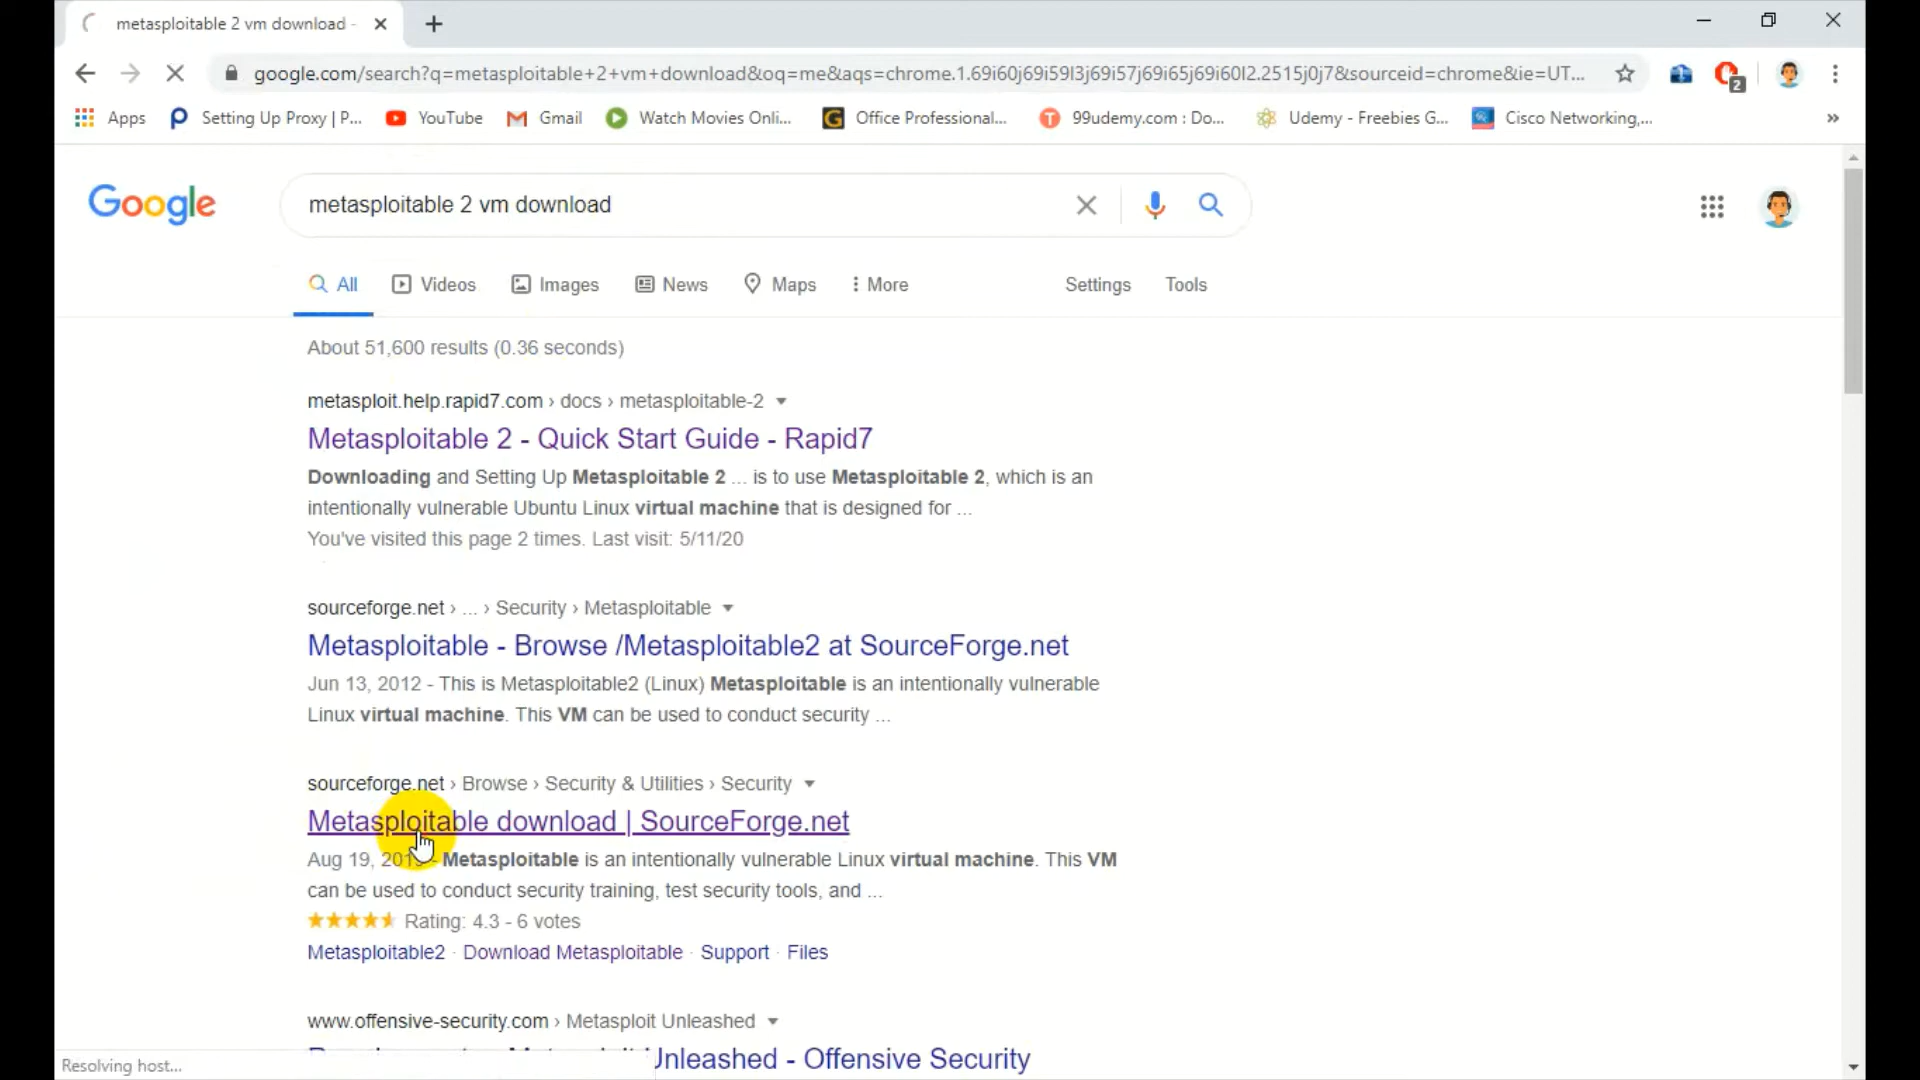 metasploitable 2 vm download -
google.com/search?q=metasploitable+2+vm+download&oq=me&aqs=chrome.1.69i60j69i59l3j69i57j69i65j69i60l2.2515j0j7&sourceid=chrome&ie=UT...
2
Apps
Setting Up Proxy | P...
YouTube
Gmail
Watch Movies Onli...
Office Professional...
99udemy.com : Do...
Udemy - Freebies G...
Cisco Networking,...
»
Google
metasploitable 2 vm download
All
Videos
Images
News
Maps
More
Settings
Tools
About 51,600 results (0.36 seconds)
metasploit.help.rapid7.com › docs › metasploitable-2
Metasploitable 2 - Quick Start Guide - Rapid7
Downloading and Setting Up Metasploitable 2 ... is to use Metasploitable 2, which is an
intentionally vulnerable Ubuntu Linux virtual machine that is designed for ...
You've visited this page 2 times. Last visit: 5/11/20
sourceforge.net › ... › Security › Metasploitable
Metasploitable - Browse /Metasploitable2 at SourceForge.net
Jun 13, 2012 - This is Metasploitable2 (Linux) Metasploitable is an intentionally vulnerable
Linux virtual machine. This VM can be used to conduct security ...
sourceforge.net › Browse › Security & Utilities › Security
Metasploitable download | SourceForge.net
Aug 19, - Metasploitable is an intentionally vulnerable Linux virtual machine. This VM
can be used to conduct security training, test security tools, and ...
Rating: 4.3 - 6 votes
Metasploitable2 · Download Metasploitable · Support · Files
www.offensive-security.com › Metasploit Unleashed
Unleashed - Offensive Security
Resolving host...